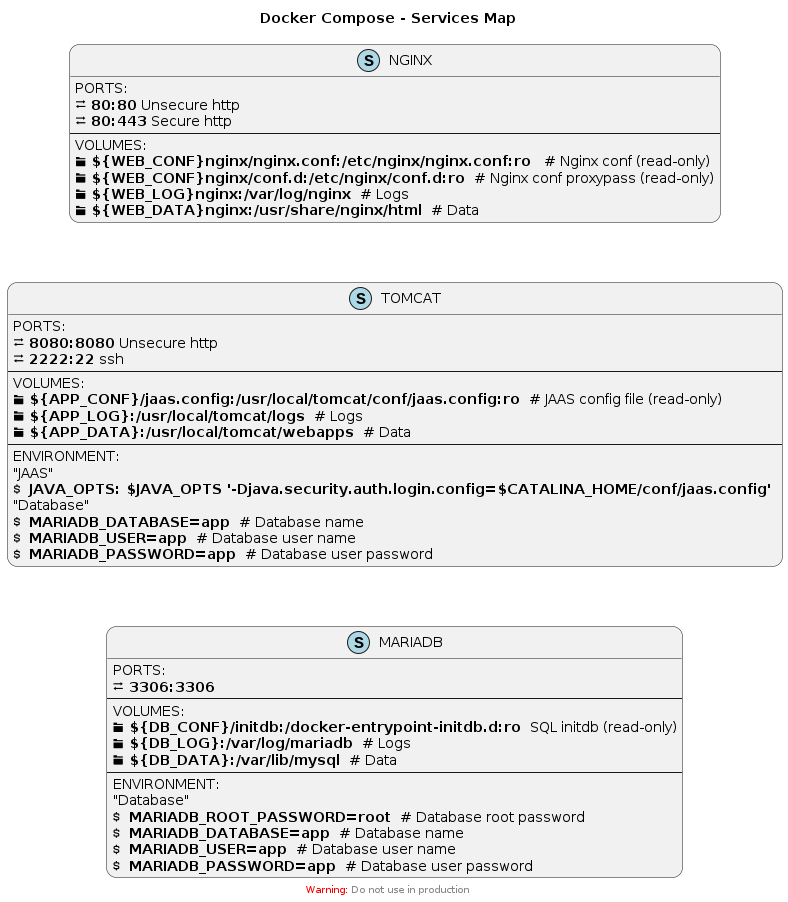 Docker Compose - Services Map
S NGINX
PORTS:
⇄ 80:80 Unsecure http
⇄ 80:443 Secure http
VOLUMES:
${WEB_CONF}nginx/nginx.conf:/etc/nginx/nginx.conf:ro # Nginx conf (read-only)
${WEB_CONF}nginx/conf.d:/etc/nginx/conf.d:ro # Nginx conf proxypass (read-only)
${WEB_LOG}nginx:/var/log/nginx # Logs
${WEB_DATA}nginx:/usr/share/nginx/html # Data
S TOMCAT
PORTS:
⇄ 8080:8080 Unsecure http
⇄ 2222:22 ssh
VOLUMES:
${APP_CONF}/jaas.config:/usr/local/tomcat/conf/jaas.config:ro # JAAS config file (read-only)
${APP_LOG}:/usr/local/tomcat/logs # Logs
${APP_DATA}:/usr/local/tomcat/webapps # Data
ENVIRONMENT:
"JAAS"
$ JAVA_OPTS: $JAVA_OPTS '-Djava.security.auth.login.config=$CATALINA_HOME/conf/jaas.config'
"Database"
$ MARIADB_DATABASE=app # Database name
$ MARIADB_USER=app # Database user name
$ MARIADB_PASSWORD=app # Database user password
S MARIADB
PORTS:
⇄ 3306:3306
VOLUMES:
${DB_CONF}/initdb:/docker-entrypoint-initdb.d:ro SQL initdb (read-only)
${DB_LOG}:/var/log/mariadb # Logs
${DB_DATA}:/var/lib/mysql # Data
ENVIRONMENT:
"Database"
$ MARIADB_ROOT_PASSWORD=root # Database root password
$ MARIADB_DATABASE=app # Database name
$ MARIADB_USER=app # Database user name
$ MARIADB_PASSWORD=app # Database user password
Warning: Do not use in production